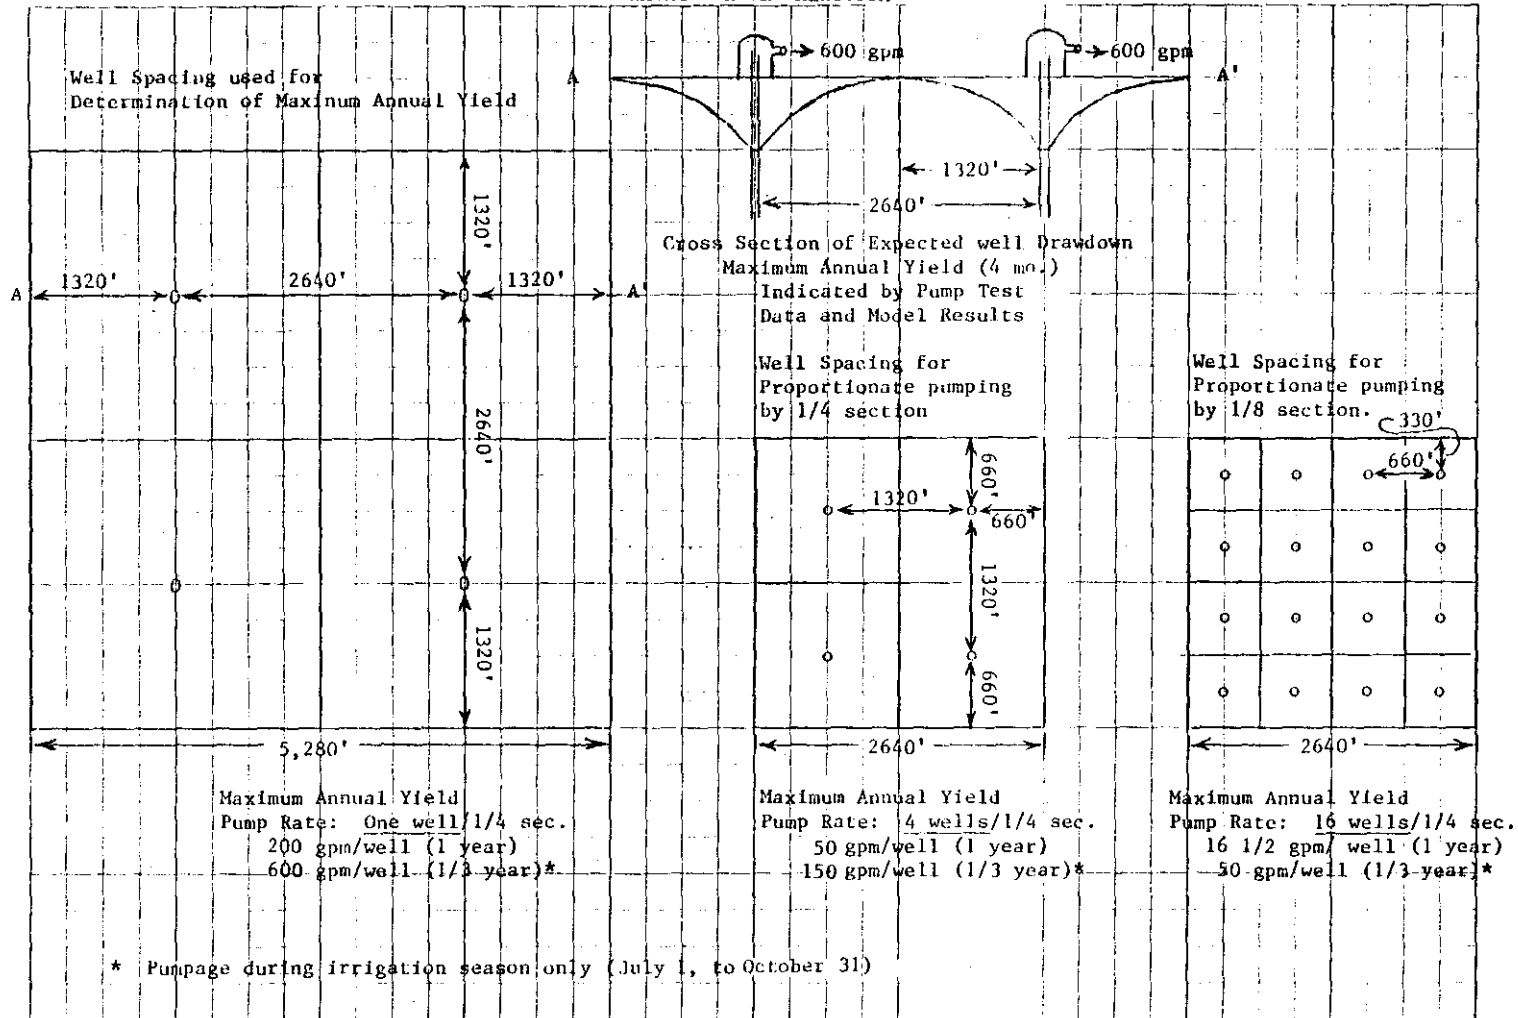 → 600 gpm
→ 600 gpm
Well Spacing used for
Determination of Maxinum Annual Yield
A
A'
1320'
2640'
1320'
Cross Section of Expected well Drawdown
Maximum Annual Yield (4 mo.)
Indicated by Pump Test
Data and Model Results
1320'
2640'
1320'
A
A'
2640'
1320'
5,280'
Maximum Annual Yield
Pump Rate: One well/1/4 sec.
200 gpm/well (1 year)
600 gpm/well (1/3 year)*
Well Spacing for
Proportionate pumping
by 1/4 section
660'
1320'
660'
1320'
660'
2640'
Maximum Annual Yield
Pump Rate: 4 wells/1/4 sec.
50 gpm/well (1 year)
150 gpm/well (1/3 year)*
Well Spacing for
Proportionate pumping
by 1/8 section.
330'
660'
2640'
Maximum Annual Yield
Pump Rate: 16 wells/1/4 sec.
16 1/2 gpm/ well (1 year)
50 gpm/well (1/3 year)*
* Pumpage during irrigation season only (July 1, to October 31)